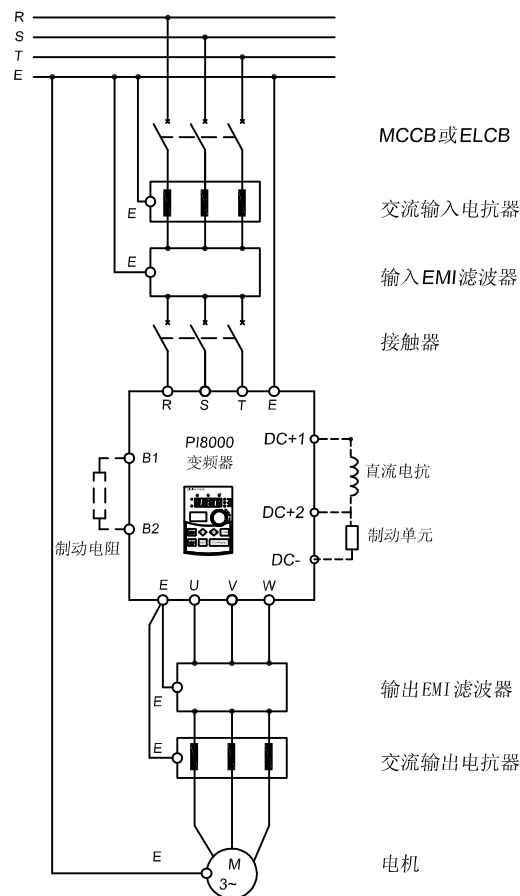 R
S
T
E
MCCB或ELCB
E
交流输入电抗器
E
输入EMI滤波器
接触器
R S T E
PI8000
变频器
DC+1
B1
直流电抗
DC+2
B2
制动单元
制动电阻
DC-
E U V W
E
输出EMI滤波器
E
交流输出电抗器
E
M
3~
电机